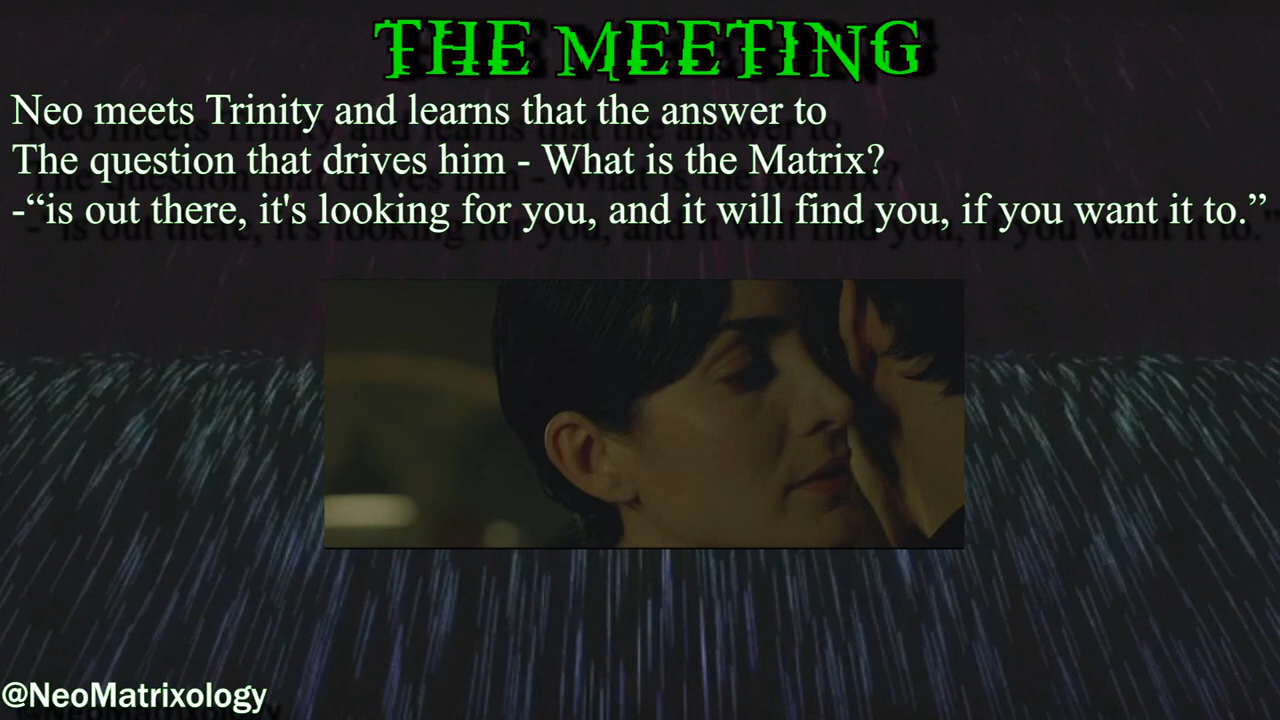 THE MEETING
Neo meets Trinity and learns that the answer to
The question that drives him - What is the Matrix?
-“is out there, it's looking for you, and it will find you, if you want it to.”
@NeoMatrixology